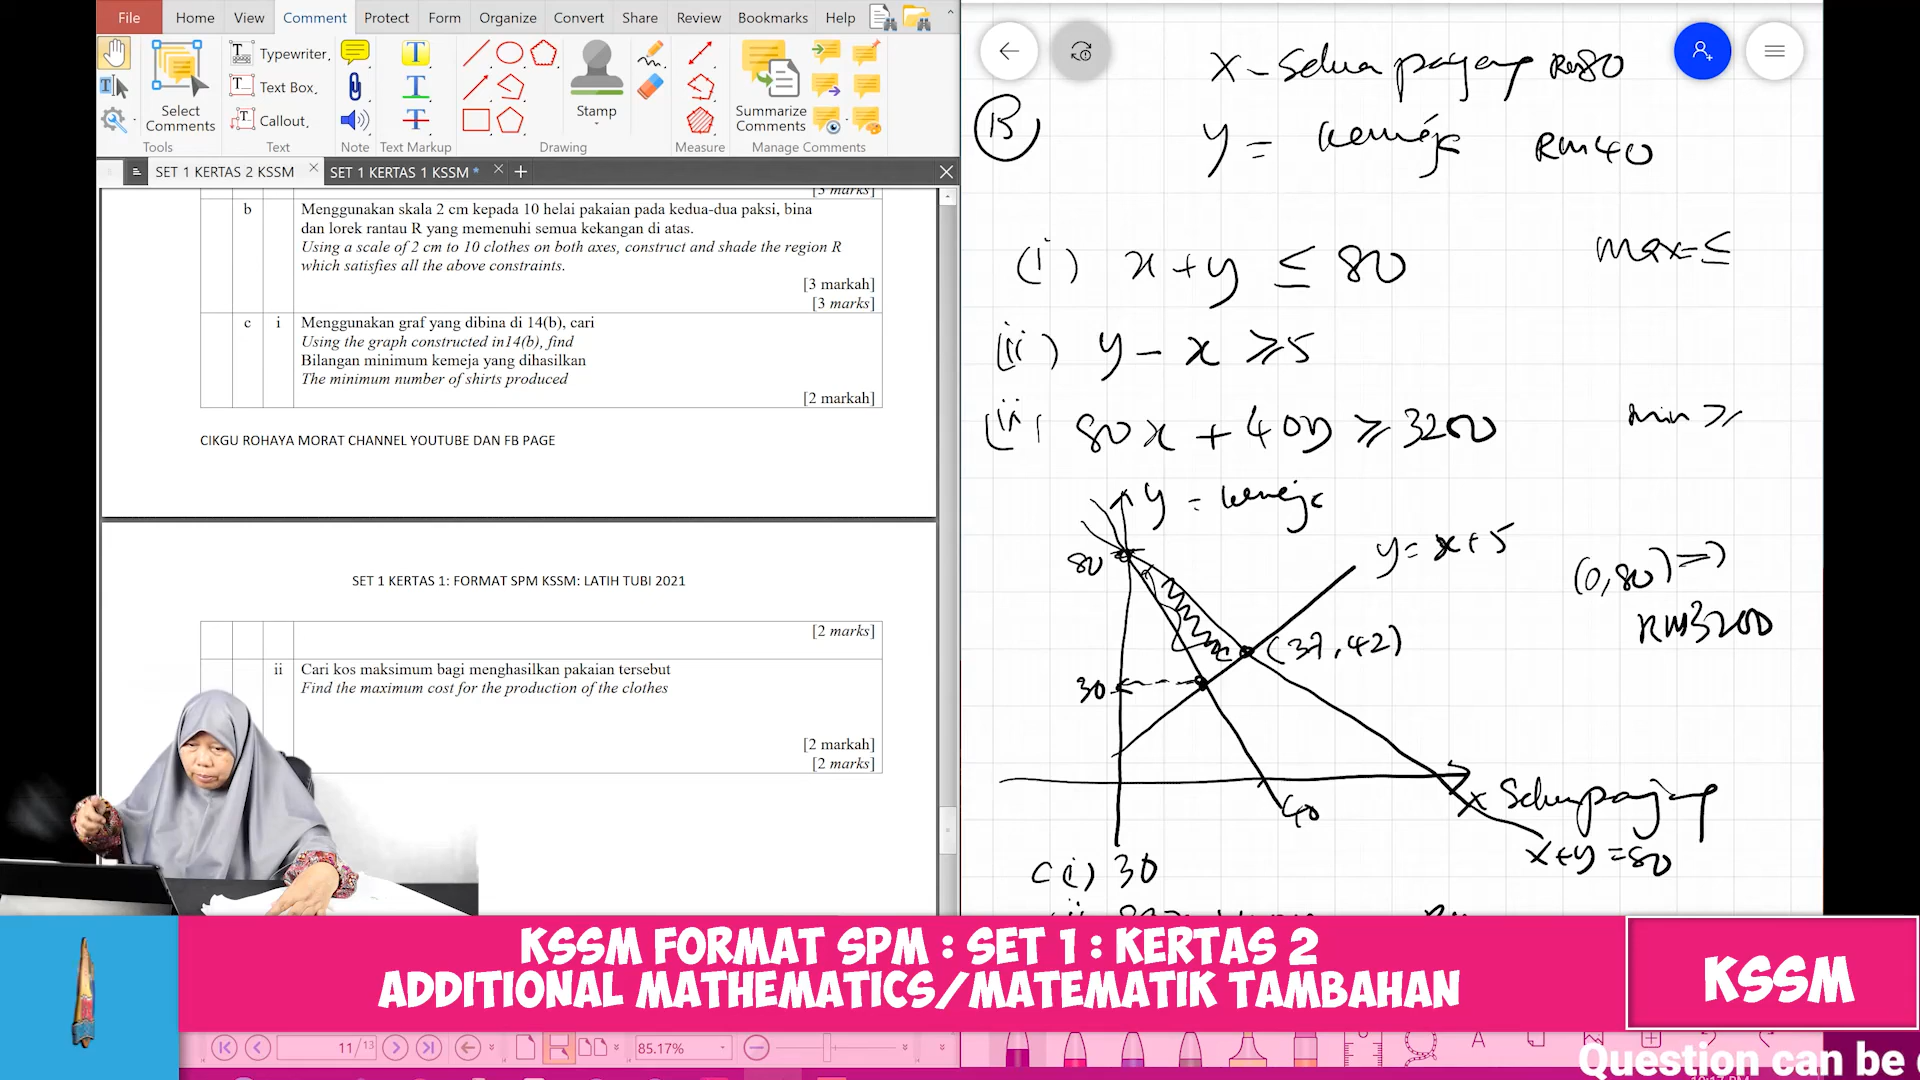 File Home View Comment Protect Form Organize Convert Share Review Bookmarks Help
Select Comments
Typewriter
Text Box
Callout
Stamp
Summarize Comments
Tools Text Note Text Markup Drawing Measure Manage Comments
SET 1 KERTAS 2 KSSM SET 1 KERTAS 1 KSSM *
[3 marks]
b Menggunakan skala 2 cm kepada 10 helai pakaian pada kedua-dua paksi, bina
dan lorek rantau R yang memenuhi semua kekangan di atas.
Using a scale of 2 cm to 10 clothes on both axes, construct and shade the region R
which satisfies all the above constraints.
[3 markah]
[3 marks]
c i Menggunakan graf yang dibina di 14(b), cari
Using the graph constructed in14(b), find
Bilangan minimum kemeja yang dihasilkan
The minimum number of shirts produced
[2 markah]
CIKGU ROHAYA MORAT CHANNEL YOUTUBE DAN FB PAGE
SET 1 KERTAS 1: FORMAT SPM KSSM: LATIH TUBI 2021
[2 marks]
ii Cari kos maksimum bagi menghasilkan pakaian tersebut
Find the maximum cost for the production of the clothes
[2 markah]
[2 marks]
B
x - Selua panjang RM80
y = kemeja RM40
(i) x + y ≤ 80
max = ≤
(ii) y - x ≥ 5
80x + 40y ≥ 3200
min ≥
y = kemeja
80
y = x + 5
(0,80) ⇒
RM3200
(37,42)
30
40
x
x + y = 80
c (i) 30
KSSM FORMAT SPM : SET 1 : KERTAS 2
ADDITIONAL MATHEMATICS/MATEMATIK TAMBAHAN
KSSM
11 / 13
85.17%
Question can be